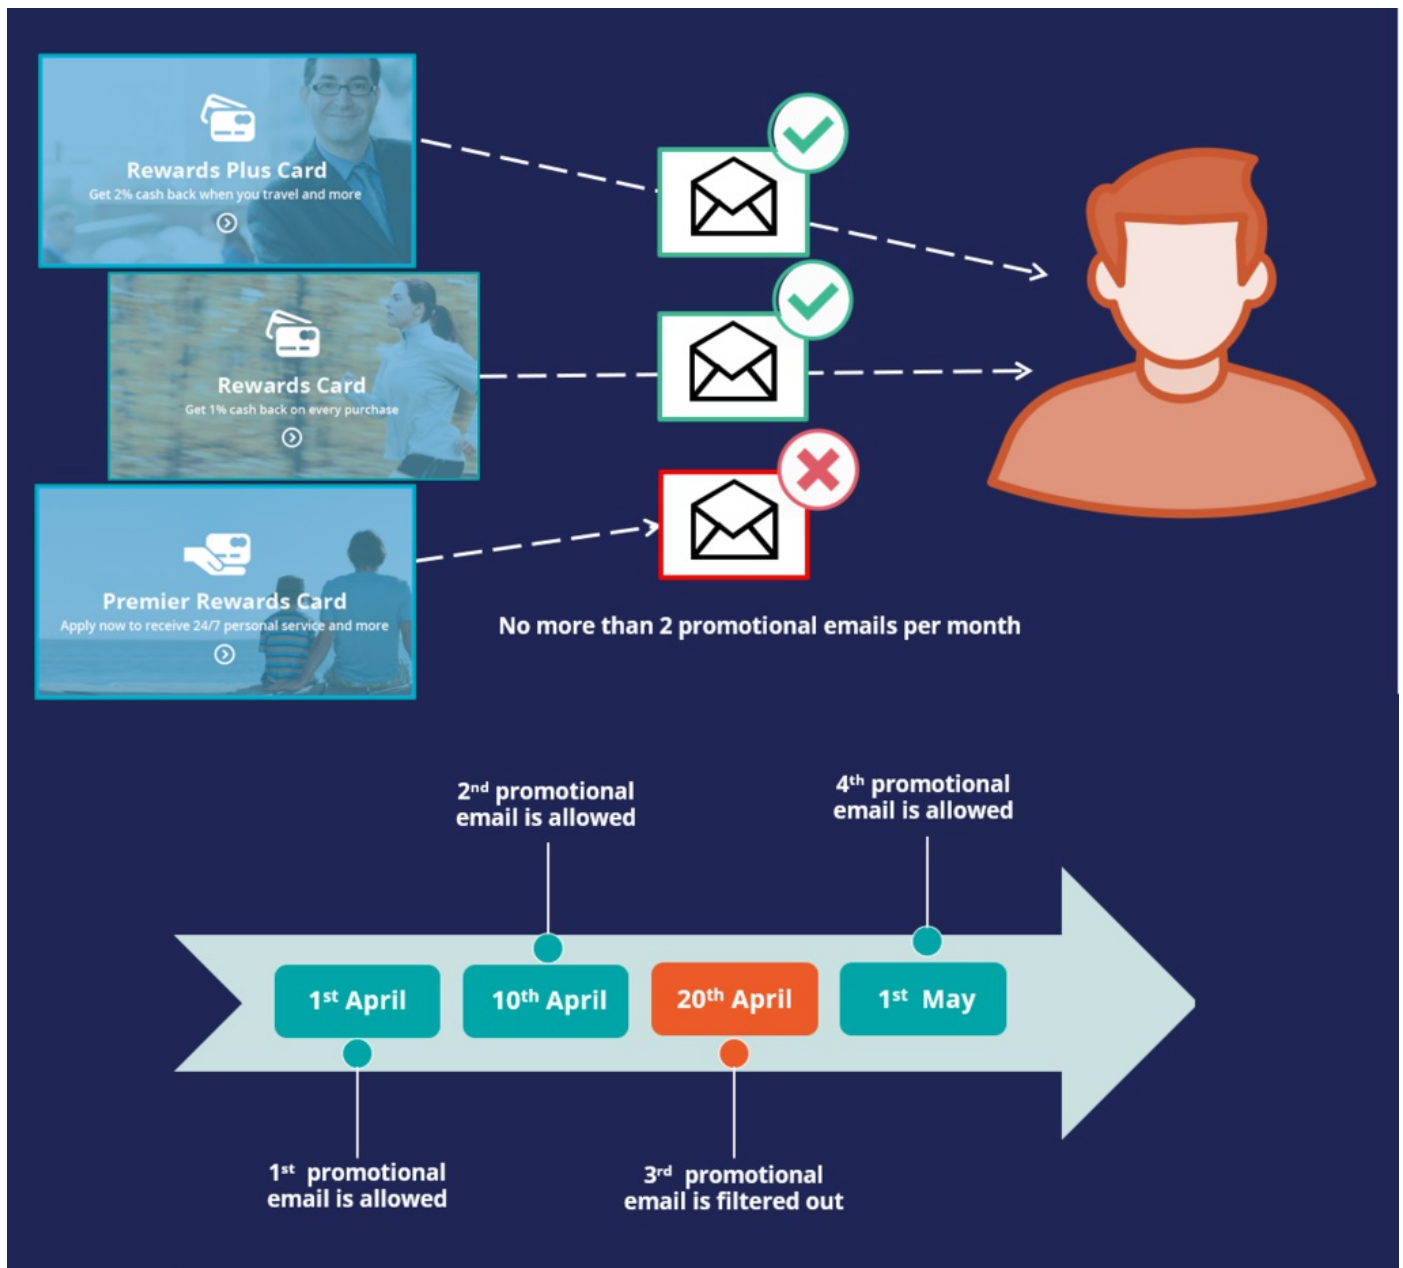 Rewards Plus Card
Get 2% cash back when you travel and more
Rewards Card
Get 1% cash back on every purchase
Premier Rewards Card
Apply now to receive 24/7 personal service and more
No more than 2 promotional emails per month
2nd promotional
email is allowed
4th promotional
email is allowed
1st April
10th April
20th April
1st May
1st promotional
email is allowed
3rd promotional
email is filtered out